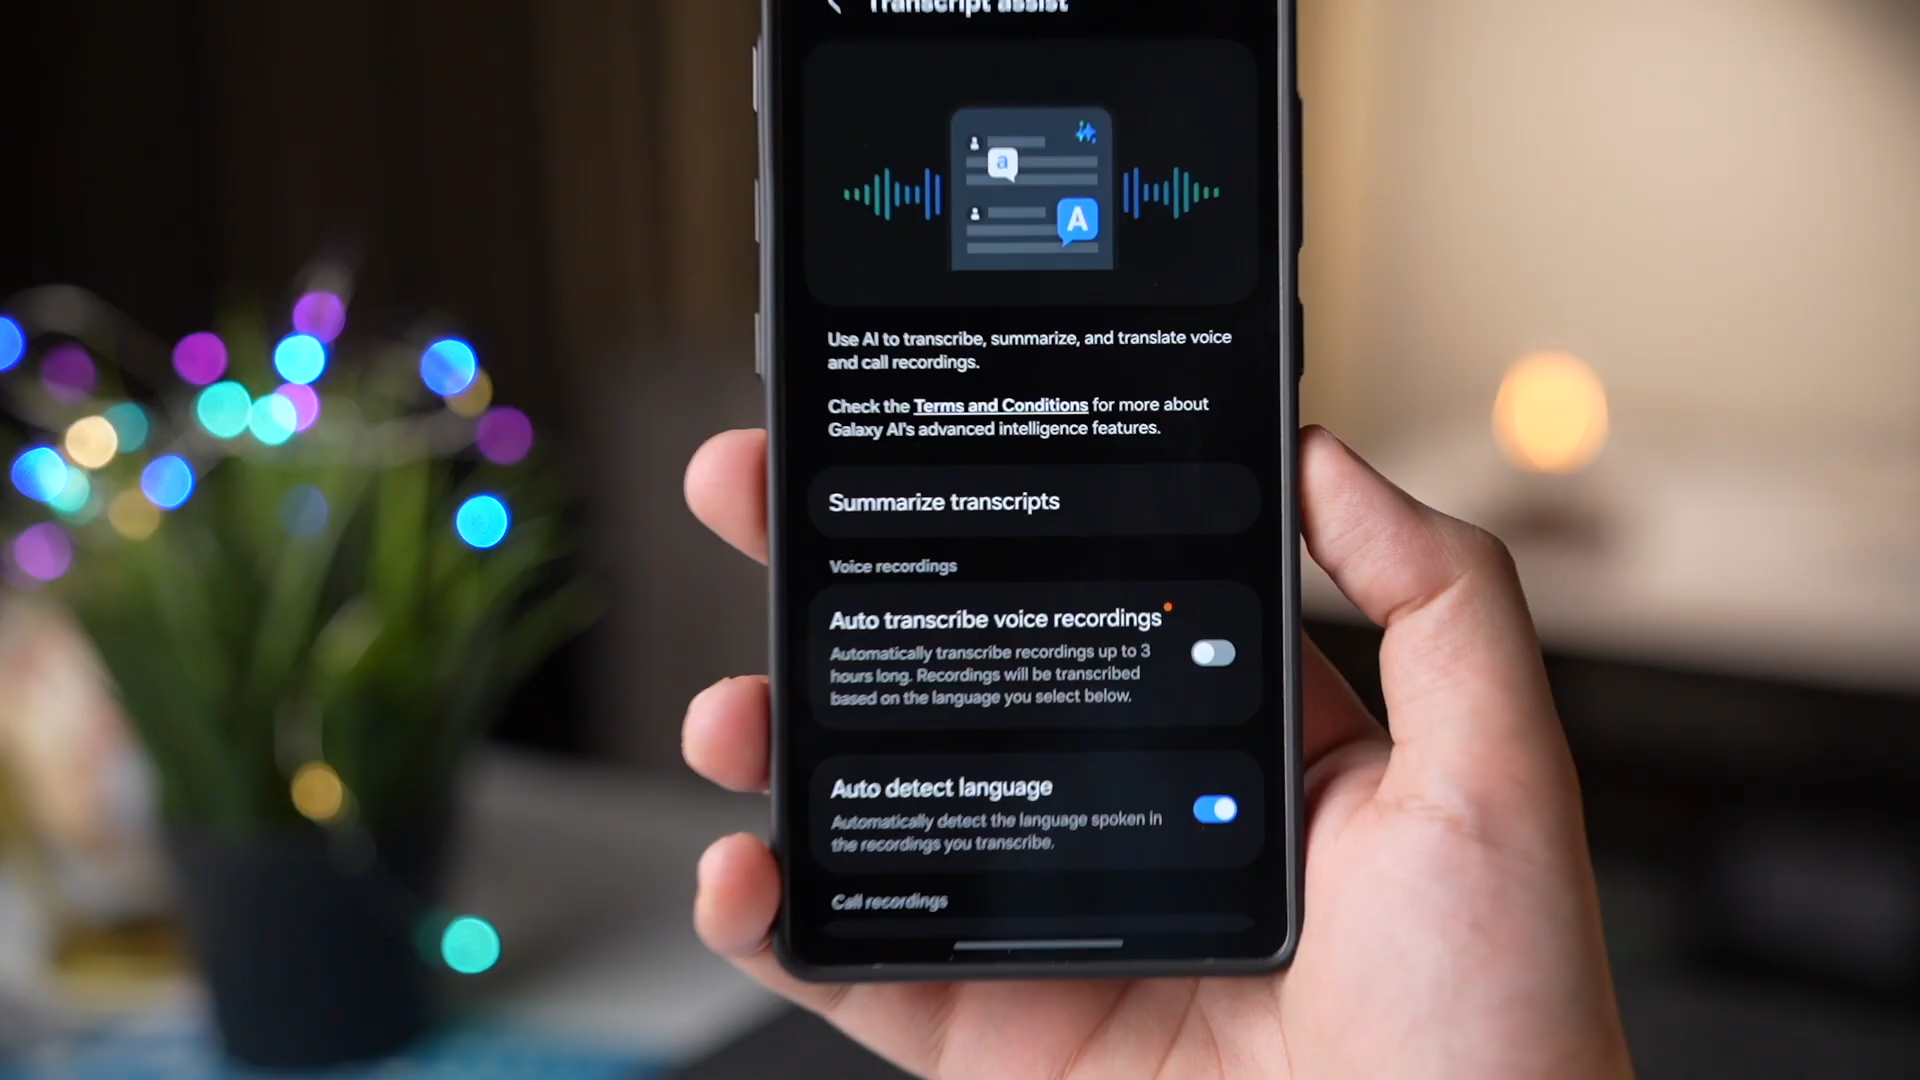 Transcript assist
a
A
Use AI to transcribe, summarize, and translate voice
and call recordings.
Check the Terms and Conditions for more about
Galaxy AI's advanced intelligence features.
Summarize transcripts
Voice recordings
Auto transcribe voice recordings
Automatically transcribe recordings up to 3
hours long. Recordings will be transcribed
based on the language you select below.
Auto detect language
Automatically detect the language spoken in
the recordings you transcribe.
Call recordings